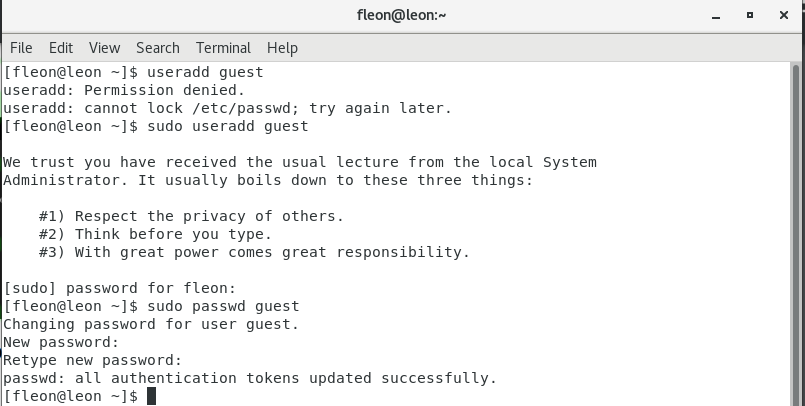 fleon@leon:~
File Edit View Search Terminal Help
[fleon@leon ~]$ useradd guest
useradd: Permission denied.
useradd: cannot lock /etc/passwd; try again later.
[fleon@leon ~]$ sudo useradd guest
We trust you have received the usual lecture from the local System
Administrator. It usually boils down to these three things:
#1) Respect the privacy of others.
#2) Think before you type.
#3) With great power comes great responsibility.
[sudo] password for fleon:
[fleon@leon ~]$ sudo passwd guest
Changing password for user guest.
New password:
Retype new password:
passwd: all authentication tokens updated successfully.
[fleon@leon ~]$